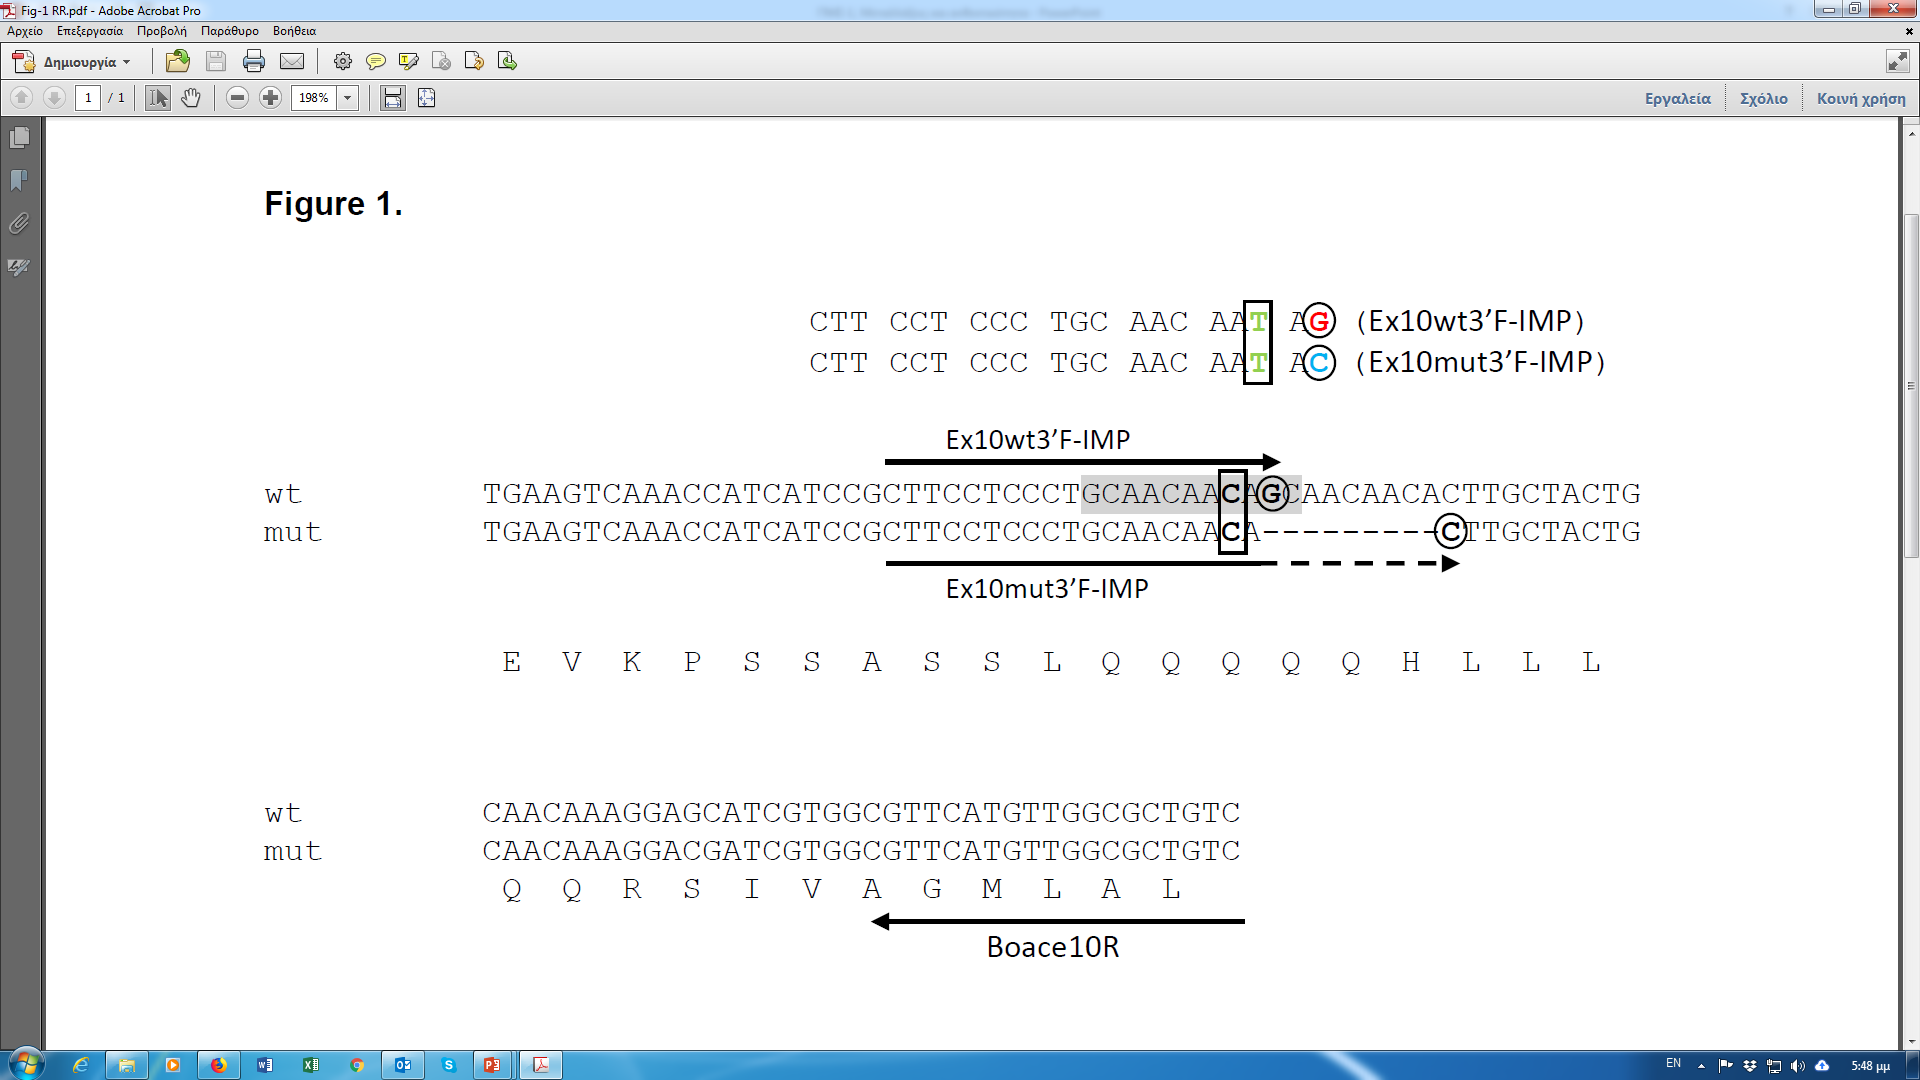 Fig-1 RR.pdf - Adobe Acrobat Pro
Αρχείο Επεξεργασία Προβολή Παράθυρο Βοήθεια
Δημιουργία
1 / 1 198% Εργαλεία Σχόλιο Κοινή χρήση
Figure 1.
CTT CCT CCC TGC AAC AAT AG (Ex10wt3’F-IMP)
CTT CCT CCC TGC AAC AAT AC (Ex10mut3’F-IMP)
Ex10wt3’F-IMP
wt TGAAGTCAAACCATCATCCGCTTCCTCCCTGCAACAACAGCAACAACACTTGCTACTG
mut TGAAGTCAAACCATCATCCGCTTCCTCCCTGCAACAACA---------CTTGCTACTG
Ex10mut3’F-IMP
E V K P S S A S S L Q Q Q Q Q H L L L
wt CAACAAAGGAGCATCGTGGCGTTCATGTTGGCGCTGTC
mut CAACAAAGGACGATCGTGGCGTTCATGTTGGCGCTGTC
Q Q R S I V A G M L A L
Boace10R
EN 5:48 μμ